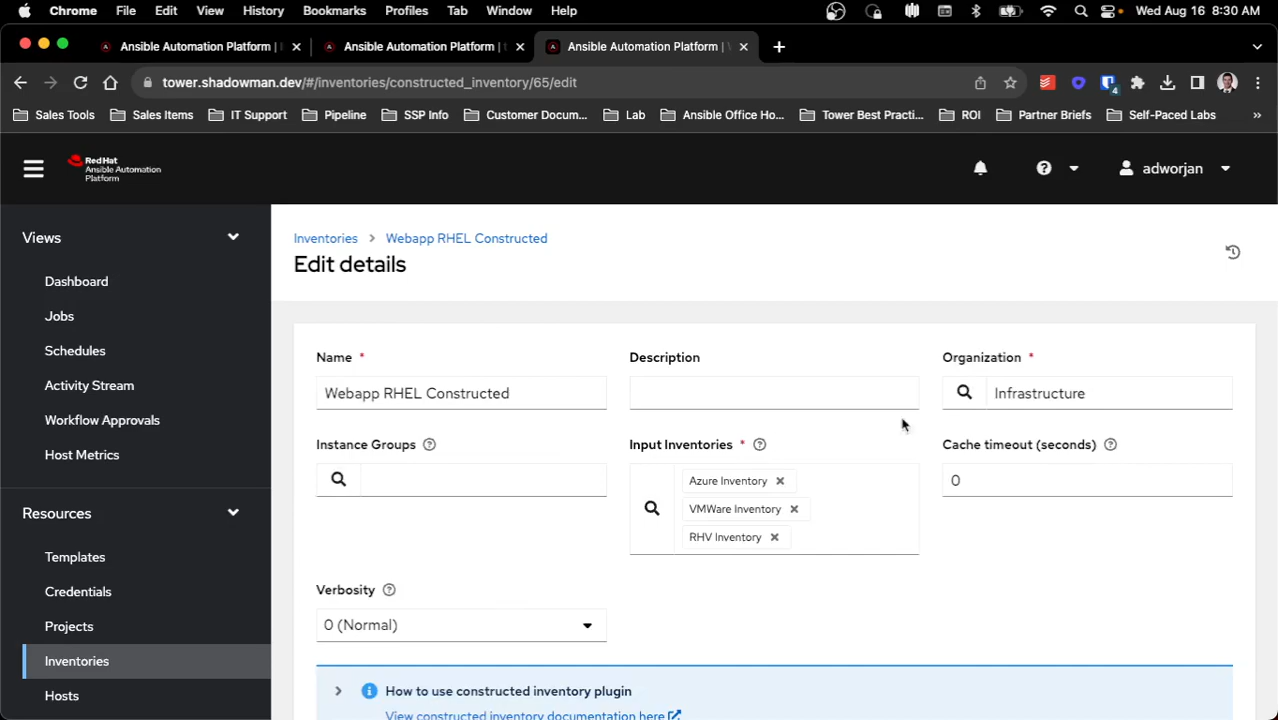 Chrome File Edit View History Bookmarks Profiles Tab Window Help 4 Wed Aug 16 8:30 AM
Ansible Automation Platform | Ansible Automation Platform | Ansible Automation Platform |
tower.shadowman.dev/#/inventories/constructed_inventory/65/edit
Sales Tools Sales Items IT Support Pipeline SSP Info Customer Docum... Lab Ansible Office Ho... Tower Best Practi... ROI Partner Briefs Self-Paced Labs »
Red Hat
Ansible Automation
Platform
adworjan
Views
Dashboard
Jobs
Schedules
Activity Stream
Workflow Approvals
Host Metrics
Resources
Templates
Credentials
Projects
Inventories
Hosts
Inventories > Webapp RHEL Constructed
Edit details
Name * Description Organization *
Webapp RHEL Constructed Infrastructure
Instance Groups Input Inventories * Cache timeout (seconds)
Azure Inventory 0
VMWare Inventory
RHV Inventory
Verbosity
0 (Normal)
How to use constructed inventory plugin
View constructed inventory documentation here